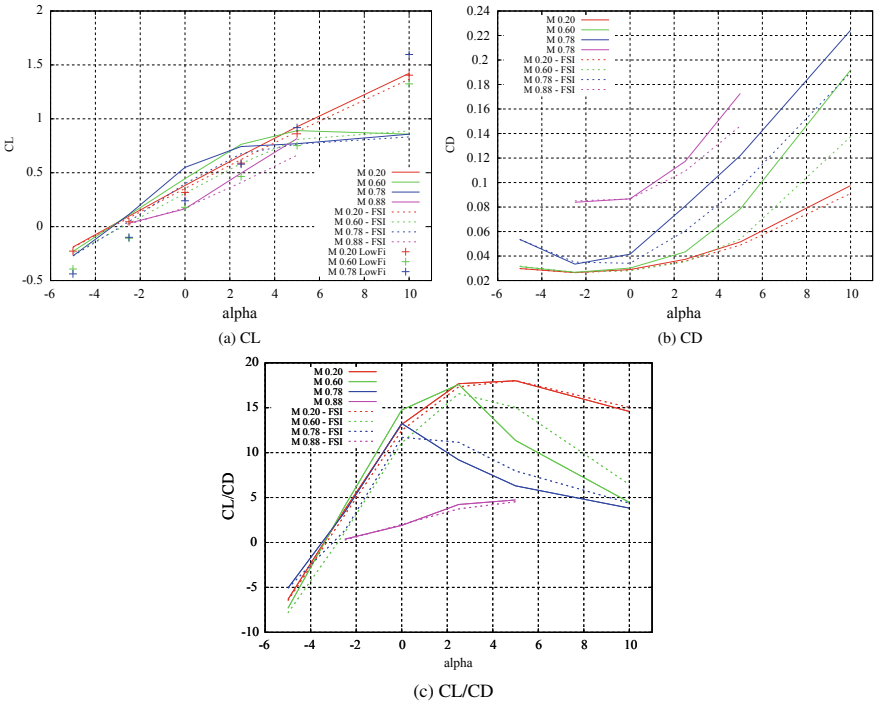 2
1.5
1
0.5
0
-0.5
CL
-6
-4
-2
0
2
4
6
8
10
alpha
M 0.20
M 0.60
M 0.78
M 0.88
M 0.20 - FSI
M 0.60 - FSI
M 0.78 - FSI
M 0.88 - FSI
M 0.20 LowFi
M 0.60 LowFi
M 0.78 LowFi
(a) CL
0.24
0.22
0.2
0.18
0.16
0.14
0.12
0.1
0.08
0.06
0.04
0.02
CD
M 0.20
M 0.60
M 0.78
M 0.78
M 0.20 - FSI
M 0.60 - FSI
M 0.78 - FSI
M 0.88 - FSI
-6
-4
-2
0
2
4
6
8
10
alpha
(b) CD
20
15
10
5
0
-5
-10
CL/CD
M 0.20
M 0.60
M 0.78
M 0.88
M 0.20 - FSI
M 0.60 - FSI
M 0.78 - FSI
M 0.88 - FSI
-6
-4
-2
0
2
4
6
8
10
alpha
(c) CL/CD